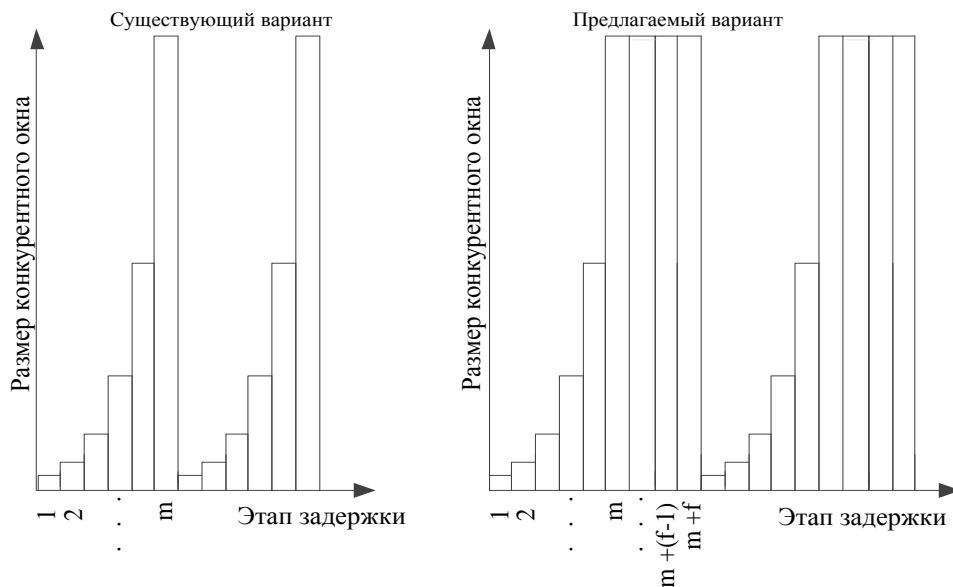 Существующий вариант
Размер конкурентного окна
1
2
. . .
m
Этап задержки
Предлагаемый вариант
Размер конкурентного окна
1
2
. . . .
m
. . . .
m +(f-1)
m +f
Этап задержки